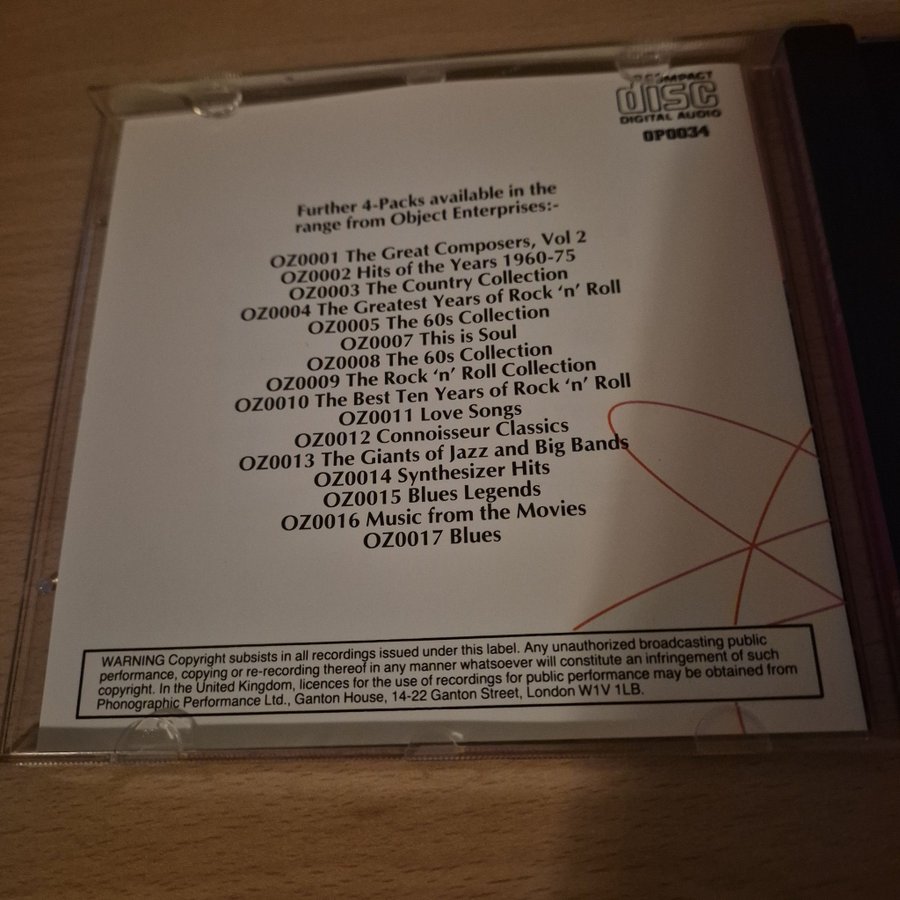 COMPACT
disc
DIGITAL AUDIO
OP0034
Further 4-Packs available in the
range from Object Enterprises:-
OZ0001 The Great Composers, Vol 2
OZ0002 Hits of the Years 1960-75
OZ0003 The Country Collection
OZ0004 The Greatest Years of Rock ‘n’ Roll
OZ0005 The 60s Collection
OZ0007 This is Soul
OZ0008 The 60s Collection
OZ0009 The Rock ‘n’ Roll Collection
OZ0010 The Best Ten Years of Rock ‘n’ Roll
OZ0011 Love Songs
OZ0012 Connoisseur Classics
OZ0013 The Giants of Jazz and Big Bands
OZ0014 Synthesizer Hits
OZ0015 Blues Legends
OZ0016 Music from the Movies
OZ0017 Blues
WARNING Copyright subsists in all recordings issued under this label. Any unauthorized broadcasting public
performance, copying or re-recording thereof in any manner whatsoever will constitute an infringement of such
copyright. In the United Kingdom, licences for the use of recordings for public performance may be obtained from
Phonographic Performance Ltd., Ganton House, 14-22 Ganton Street, London W1V 1LB.